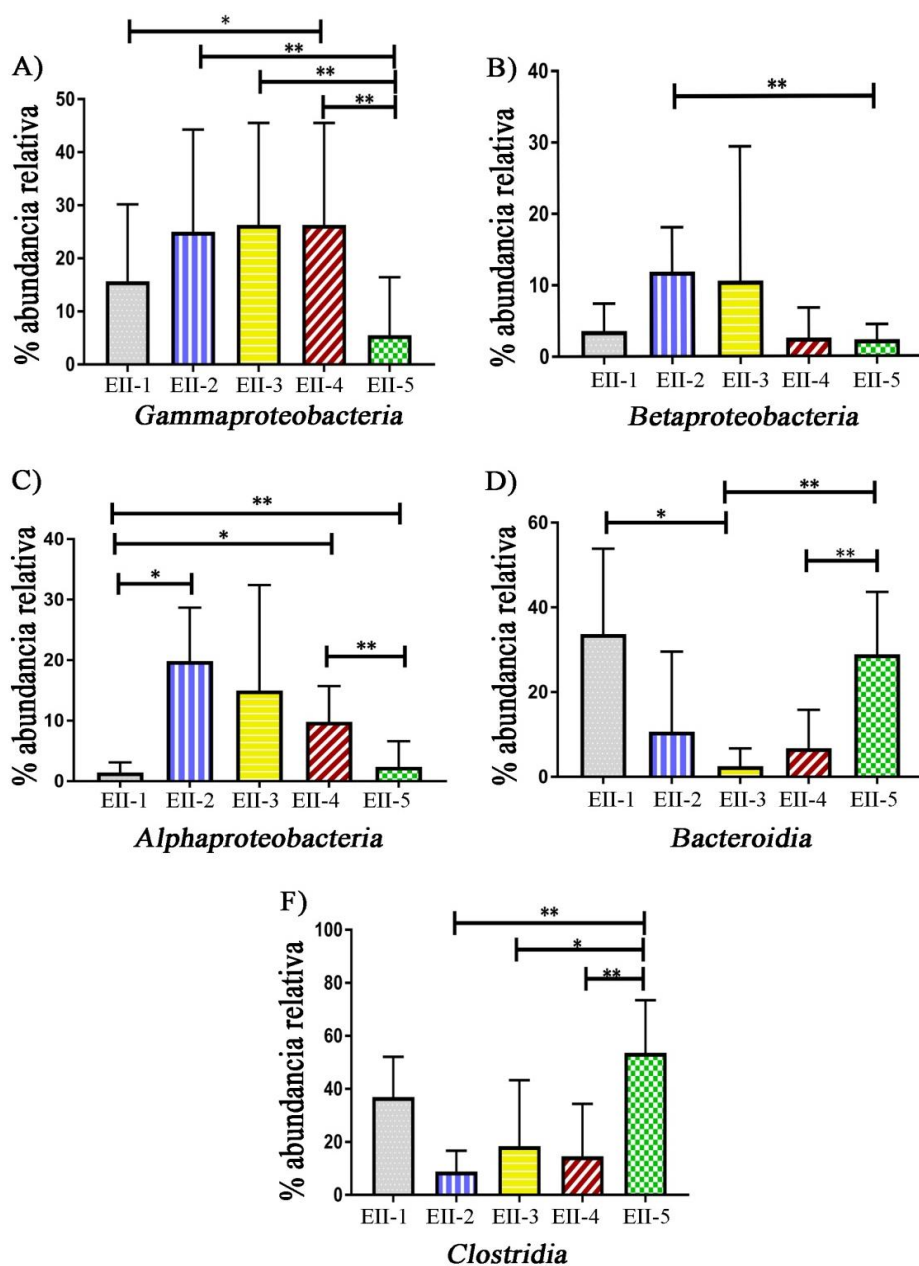 A)
*
**
**
**
% abundancia relativa
50
40
30
20
10
0
EII-1 EII-2 EII-3 EII-4 EII-5
Gammaproteobacteria
B)
**
% abundancia relativa
40
30
20
10
0
EII-1 EII-2 EII-3 EII-4 EII-5
Betaproteobacteria
C)
**
*
*
**
% abundancia relativa
40
30
20
10
0
EII-1 EII-2 EII-3 EII-4 EII-5
Alphaproteobacteria
D)
**
*
**
% abundancia relativa
60
40
20
0
EII-1 EII-2 EII-3 EII-4 EII-5
Bacteroidia
F)
**
*
**
% abundancia relativa
100
80
60
40
20
0
EII-1 EII-2 EII-3 EII-4 EII-5
Clostridia